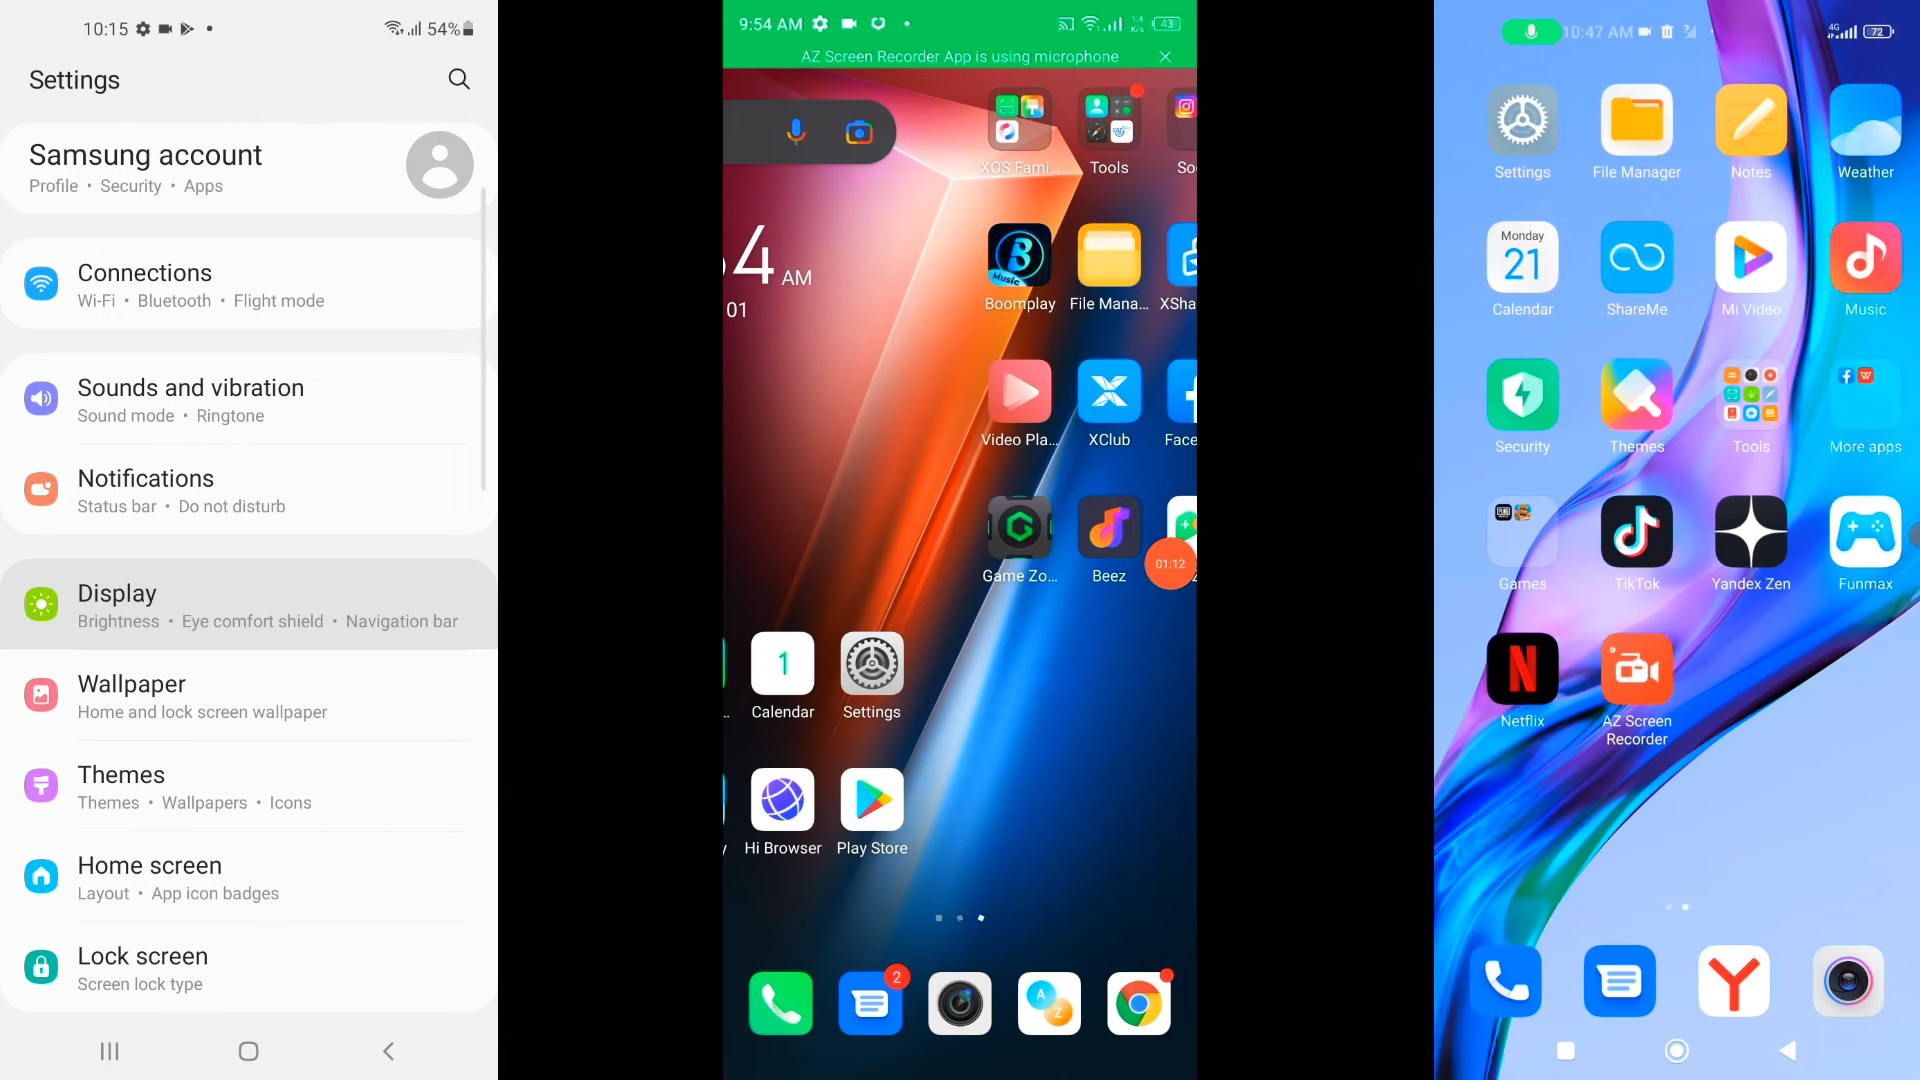 10:15
54%
Settings
Samsung account
Profile • Security • Apps
Connections
Wi-Fi • Bluetooth • Flight mode
Sounds and vibration
Sound mode • Ringtone
Notifications
Status bar • Do not disturb
Display
Brightness • Eye comfort shield • Navigation bar
Wallpaper
Home and lock screen wallpaper
Themes
Themes • Wallpapers • Icons
Home screen
Layout • App icon badges
Lock screen
Screen lock type
9:54 AM
1.4 K/s 43
AZ Screen Recorder App is using microphone
XOS Fami... Tools So
4 AM
01
Music
Boomplay File Mana... XSha
Video Pla... XClub Face
Game Zo... Beez
01:12
1
Calendar Settings
Hi Browser Play Store
2
A Z
10:47 AM
4G 72
Settings File Manager Notes Weather
Monday
21
Calendar ShareMe Mi Video Music
Security Themes Tools More apps
Games TikTok Yandex Zen Funmax
Netflix AZ Screen Recorder